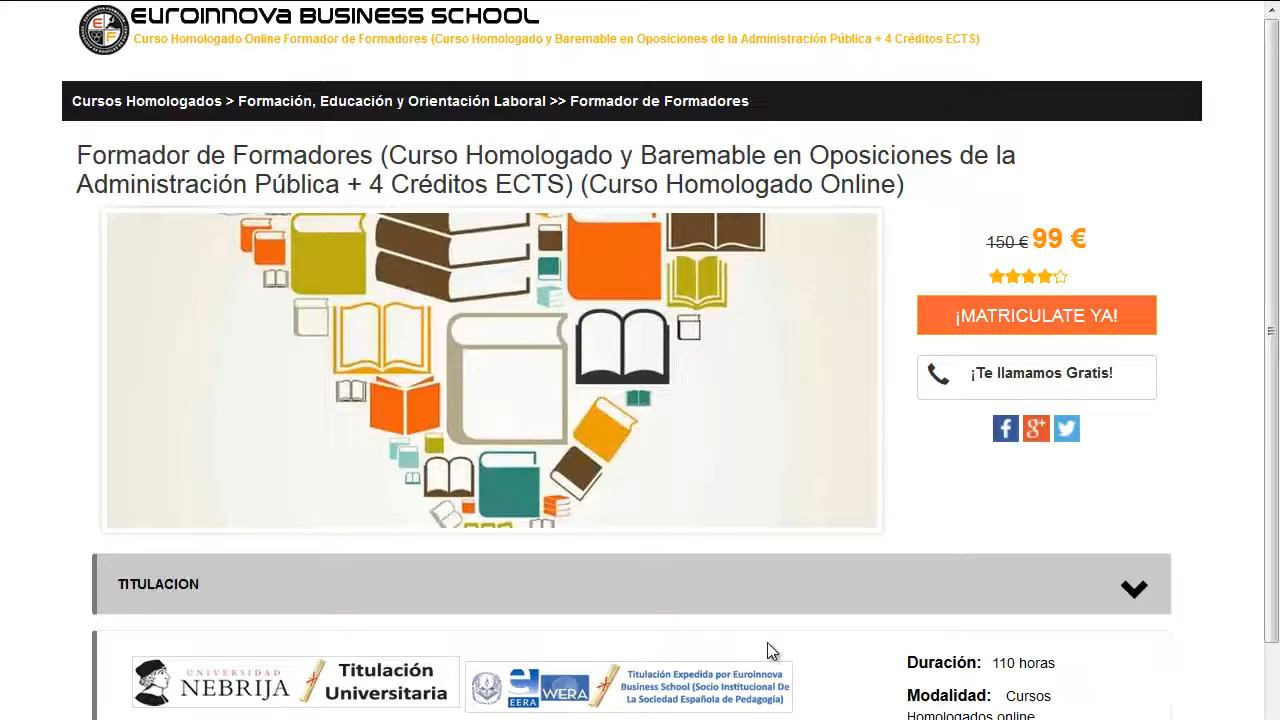 EUROINNOVA BUSINESS SCHOOL
Curso Homologado Online Formador de Formadores (Curso Homologado y Baremable en Oposiciones de la Administración Pública + 4 Créditos ECTS)
Cursos Homologados > Formación, Educación y Orientación Laboral >> Formador de Formadores
Formador de Formadores (Curso Homologado y Baremable en Oposiciones de la
Administración Pública + 4 Créditos ECTS) (Curso Homologado Online)
150 € 99 €
¡MATRICULATE YA!
¡Te llamamos Gratis!
TITULACION
UNIVERSIDAD
NEBRIJA
Titulación
Universitaria
EERA
WERA
Titulación Expedida por Euroinnova
Business School (Socio Institucional De
La Sociedad Española de Pedagogía)
Duración: 110 horas
Modalidad: Cursos
Homologados online